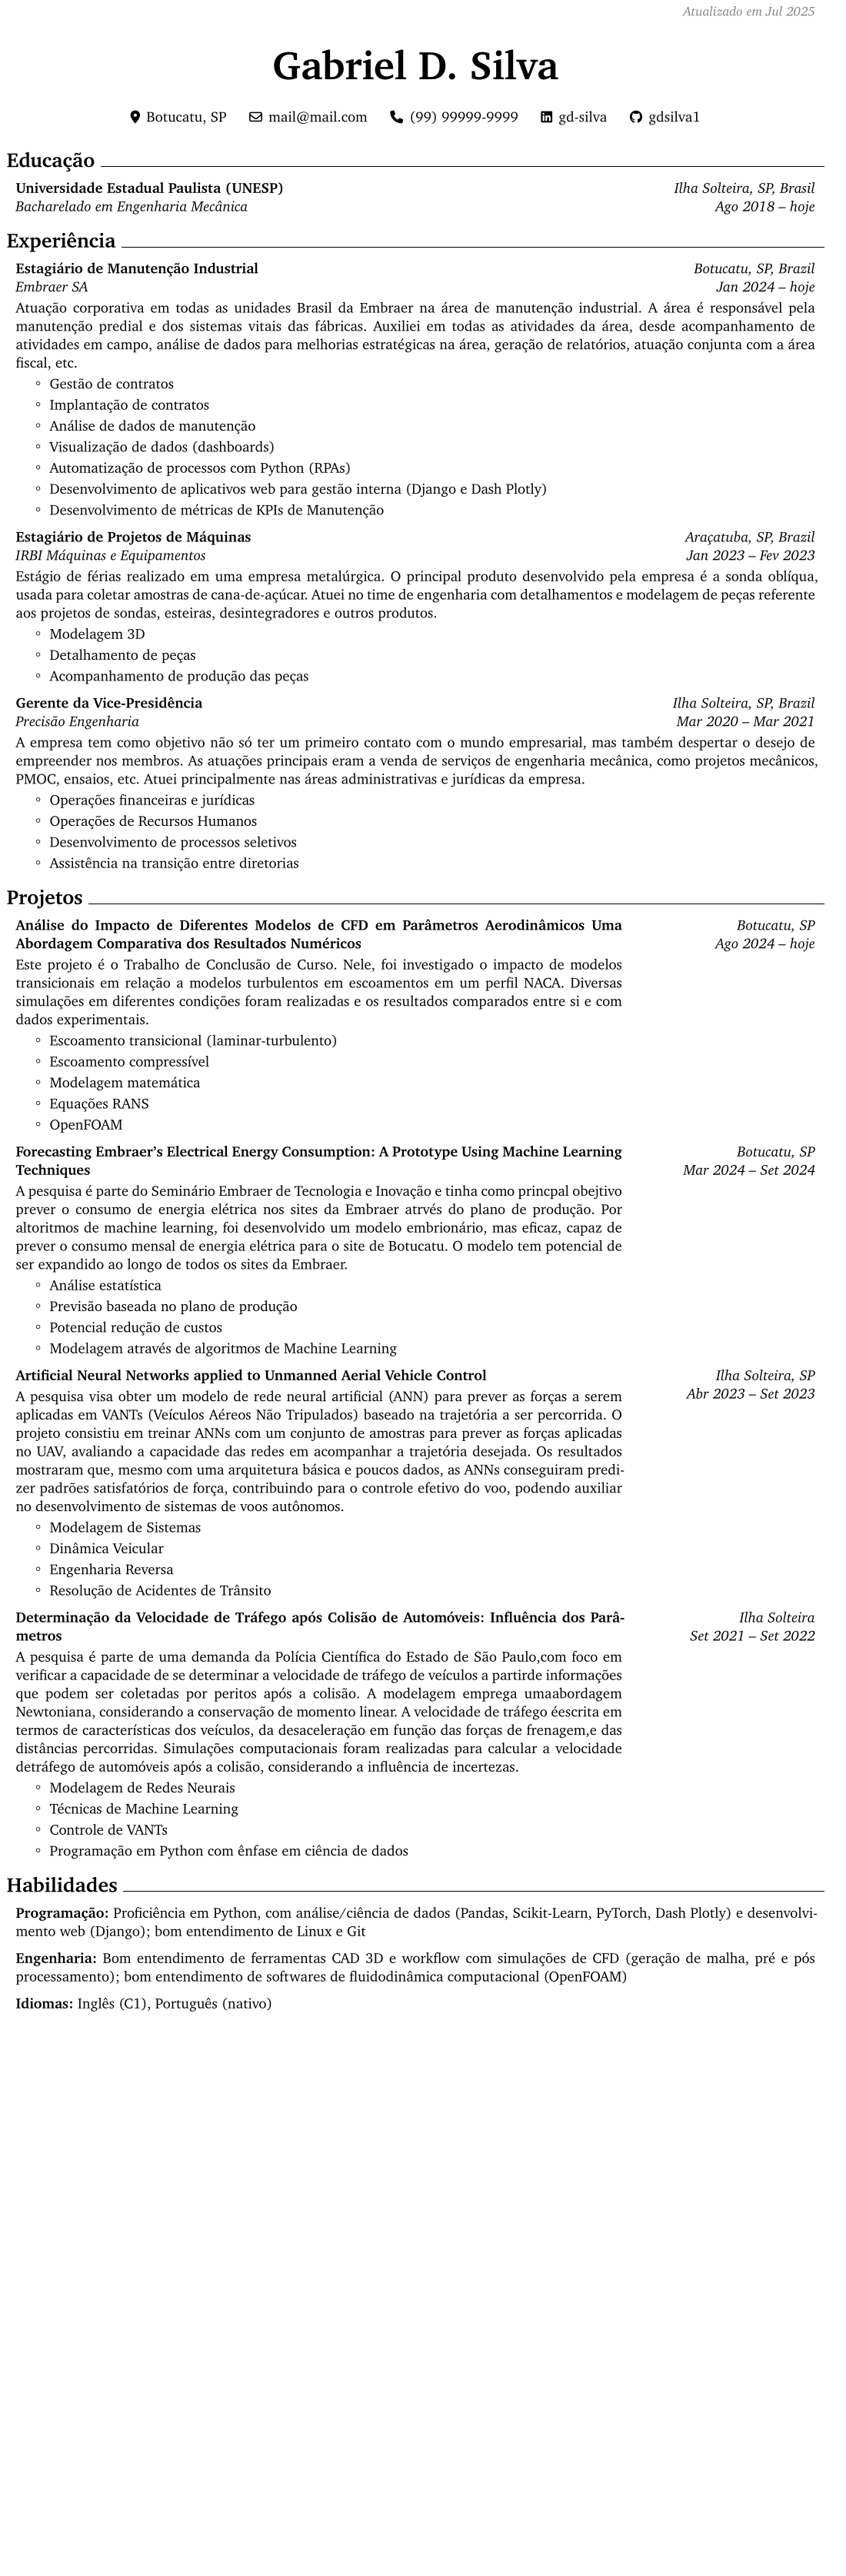 Atualizado em Jul 2025
Gabriel D. Silva
Botucatu, SP mail@mail.com (99) 99999-9999 gd-silva gdsilva1
Educação
Universidade Estadual Paulista (UNESP) Ilha Solteira, SP, Brasil
Bacharelado em Engenharia Mecânica Ago 2018 – hoje
Experiência
Estagiário de Manutenção Industrial Botucatu, SP, Brazil
Embraer SA Jan 2024 – hoje
Atuação corporativa em todas as unidades Brasil da Embraer na área de manutenção industrial. A área é responsável pela
manutenção predial e dos sistemas vitais das fábricas. Auxiliei em todas as atividades da área, desde acompanhamento de
atividades em campo, análise de dados para melhorias estratégicas na área, geração de relatórios, atuação conjunta com a área
fiscal, etc.
◦ Gestão de contratos
◦ Implantação de contratos
◦ Análise de dados de manutenção
◦ Visualização de dados (dashboards)
◦ Automatização de processos com Python (RPAs)
◦ Desenvolvimento de aplicativos web para gestão interna (Django e Dash Plotly)
◦ Desenvolvimento de métricas de KPIs de Manutenção
Estagiário de Projetos de Máquinas Araçatuba, SP, Brazil
IRBI Máquinas e Equipamentos Jan 2023 – Fev 2023
Estágio de férias realizado em uma empresa metalúrgica. O principal produto desenvolvido pela empresa é a sonda oblíqua,
usada para coletar amostras de cana-de-açúcar. Atuei no time de engenharia com detalhamentos e modelagem de peças referente
aos projetos de sondas, esteiras, desintegradores e outros produtos.
◦ Modelagem 3D
◦ Detalhamento de peças
◦ Acompanhamento de produção das peças
Gerente da Vice-Presidência Ilha Solteira, SP, Brazil
Precisão Engenharia Mar 2020 – Mar 2021
A empresa tem como objetivo não só ter um primeiro contato com o mundo empresarial, mas também despertar o desejo de
empreender nos membros. As atuações principais eram a venda de serviços de engenharia mecânica, como projetos mecânicos,
PMOC, ensaios, etc. Atuei principalmente nas áreas administrativas e jurídicas da empresa.
◦ Operações financeiras e jurídicas
◦ Operações de Recursos Humanos
◦ Desenvolvimento de processos seletivos
◦ Assistência na transição entre diretorias
Projetos
Análise do Impacto de Diferentes Modelos de CFD em Parâmetros Aerodinâmicos Uma Botucatu, SP
Abordagem Comparativa dos Resultados Numéricos Ago 2024 – hoje
Este projeto é o Trabalho de Conclusão de Curso. Nele, foi investigado o impacto de modelos
transicionais em relação a modelos turbulentos em escoamentos em um perfil NACA. Diversas
simulações em diferentes condições foram realizadas e os resultados comparados entre si e com
dados experimentais.
◦ Escoamento transicional (laminar-turbulento)
◦ Escoamento compressível
◦ Modelagem matemática
◦ Equações RANS
◦ OpenFOAM
Forecasting Embraer’s Electrical Energy Consumption: A Prototype Using Machine Learning Botucatu, SP
Techniques Mar 2024 – Set 2024
A pesquisa é parte do Seminário Embraer de Tecnologia e Inovação e tinha como princpal obejtivo
prever o consumo de energia elétrica nos sites da Embraer atrvés do plano de produção. Por
altoritmos de machine learning, foi desenvolvido um modelo embrionário, mas eficaz, capaz de
prever o consumo mensal de energia elétrica para o site de Botucatu. O modelo tem potencial de
ser expandido ao longo de todos os sites da Embraer.
◦ Análise estatística
◦ Previsão baseada no plano de produção
◦ Potencial redução de custos
◦ Modelagem através de algoritmos de Machine Learning
Artificial Neural Networks applied to Unmanned Aerial Vehicle Control Ilha Solteira, SP
Abr 2023 – Set 2023
A pesquisa visa obter um modelo de rede neural artificial (ANN) para prever as forças a serem
aplicadas em VANTs (Veículos Aéreos Não Tripulados) baseado na trajetória a ser percorrida. O
projeto consistiu em treinar ANNs com um conjunto de amostras para prever as forças aplicadas
no UAV, avaliando a capacidade das redes em acompanhar a trajetória desejada. Os resultados
mostraram que, mesmo com uma arquitetura básica e poucos dados, as ANNs conseguiram predi-
zer padrões satisfatórios de força, contribuindo para o controle efetivo do voo, podendo auxiliar
no desenvolvimento de sistemas de voos autônomos.
◦ Modelagem de Sistemas
◦ Dinâmica Veicular
◦ Engenharia Reversa
◦ Resolução de Acidentes de Trânsito
Determinação da Velocidade de Tráfego após Colisão de Automóveis: Influência dos Parâ- Ilha Solteira
metros Set 2021 – Set 2022
A pesquisa é parte de uma demanda da Polícia Científica do Estado de São Paulo,com foco em
verificar a capacidade de se determinar a velocidade de tráfego de veículos a partirde informações
que podem ser coletadas por peritos após a colisão. A modelagem emprega umaabordagem
Newtoniana, considerando a conservação de momento linear. A velocidade de tráfego éescrita em
termos de características dos veículos, da desaceleração em função das forças de frenagem,e das
distâncias percorridas. Simulações computacionais foram realizadas para calcular a velocidade
detráfego de automóveis após a colisão, considerando a influência de incertezas.
◦ Modelagem de Redes Neurais
◦ Técnicas de Machine Learning
◦ Controle de VANTs
◦ Programação em Python com ênfase em ciência de dados
Habilidades
Programação: Proficiência em Python, com análise/ciência de dados (Pandas, Scikit-Learn, PyTorch, Dash Plotly) e desenvolvi-
mento web (Django); bom entendimento de Linux e Git
Engenharia: Bom entendimento de ferramentas CAD 3D e workflow com simulações de CFD (geração de malha, pré e pós
processamento); bom entendimento de softwares de fluidodinâmica computacional (OpenFOAM)
Idiomas: Inglês (C1), Português (nativo)